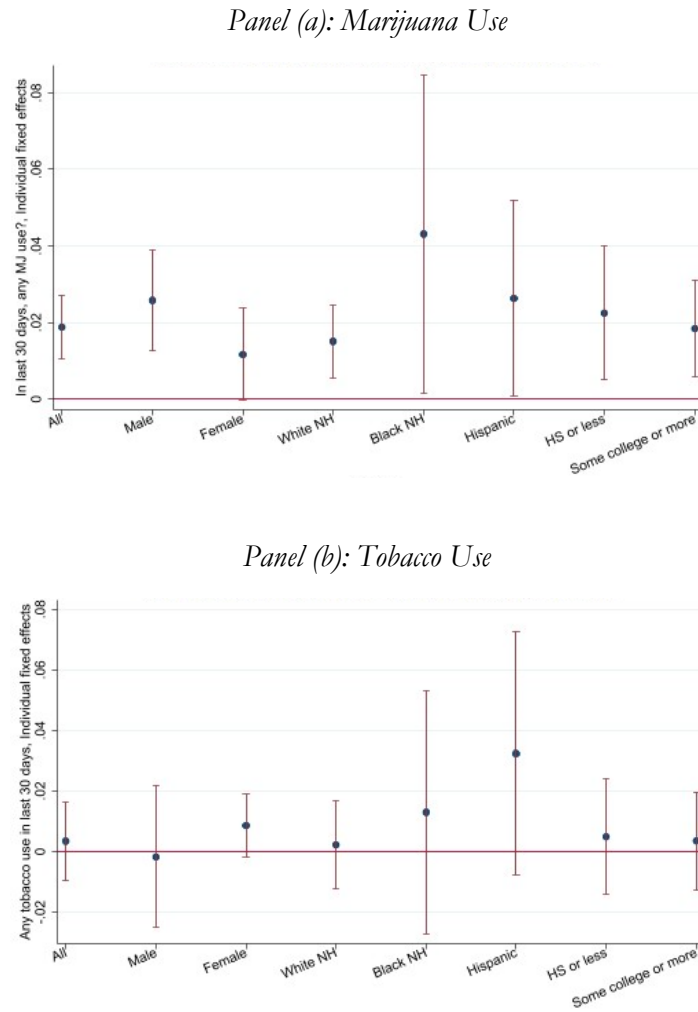 Panel (a): Marijuana Use
In last 30 days, any MJ use?, Individual fixed effects
.08
.06
.04
.02
0
All
Male
Female
White NH
Black NH
Hispanic
HS or less
Some college or more
Panel (b): Tobacco Use
Any tobacco use in last 30 days, Individual fixed effects
.08
.06
.04
.02
0
-.02
All
Male
Female
White NH
Black NH
Hispanic
HS or less
Some college or more